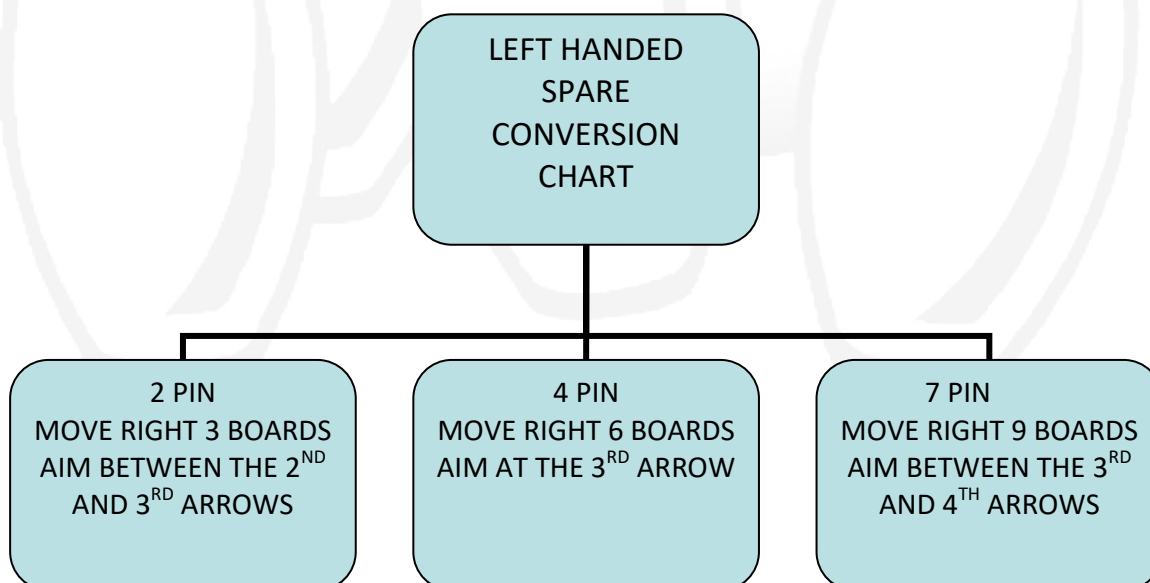 LEFT HANDED
SPARE
CONVERSION
CHART
2 PIN
MOVE RIGHT 3 BOARDS
AIM BETWEEN THE 2ND
AND 3RD ARROWS
4 PIN
MOVE RIGHT 6 BOARDS
AIM AT THE 3RD ARROW
7 PIN
MOVE RIGHT 9 BOARDS
AIM BETWEEN THE 3RD
AND 4TH ARROWS